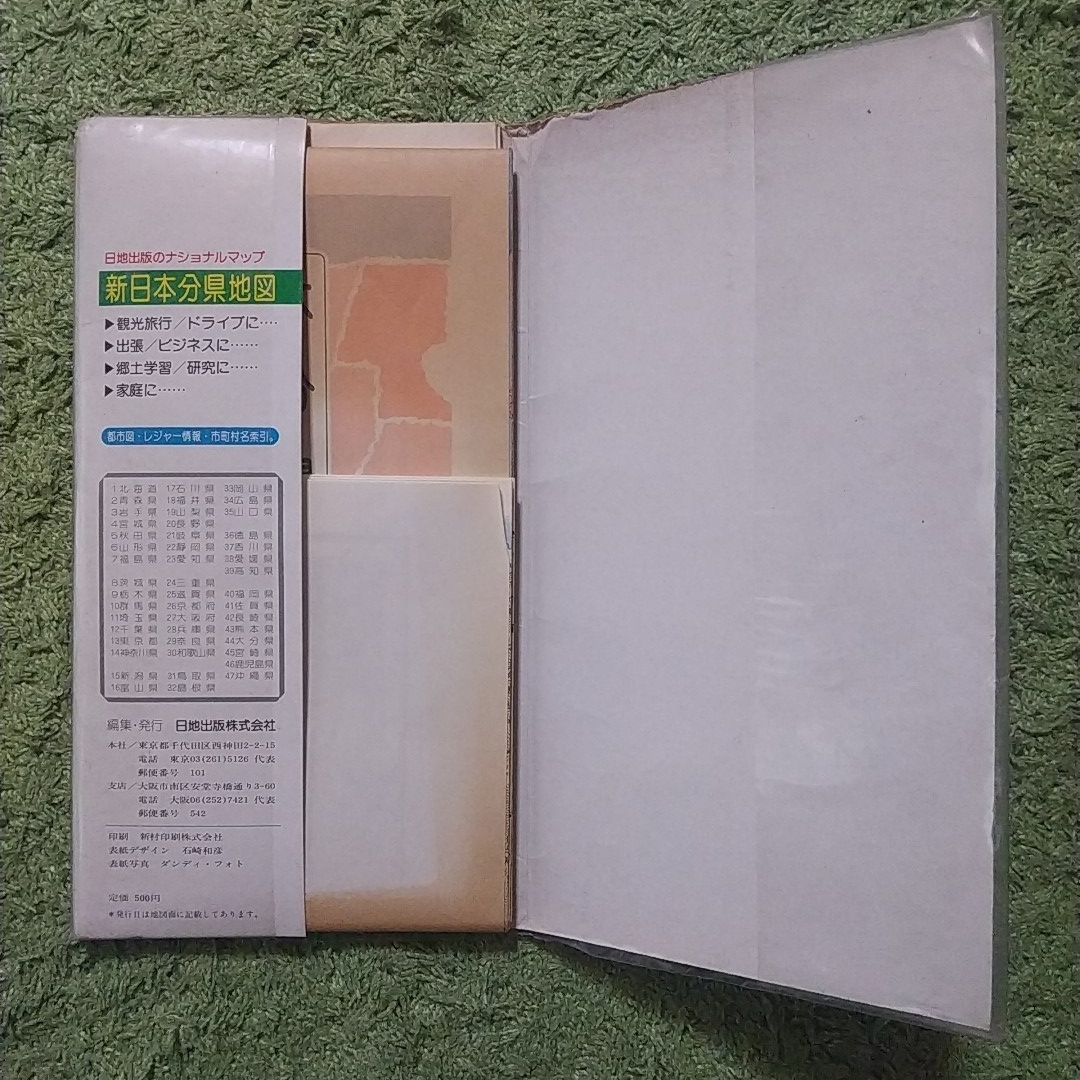 日地出版のナショナルマップ
新日本分県地図
▶観光旅行/ドライブに‥‥
▶出張/ビジネスに‥‥‥
▶郷土学習/研究に‥‥‥
▶家庭に‥‥‥
都市図・レジャー情報・市町村名索引。
1北海道 17石川県 33岡山県
2青森県 18福井県 34広島県
3岩手県 19山梨県 35山口県
4宮城県 20長野県
5秋田県 21岐阜県 36徳島県
6山形県 22静岡県 37香川県
7福島県 23愛知県 38愛媛県
39高知県
8茨城県 24三重県
9栃木県 25滋賀県 40福岡県
10群馬県 26京都府 41佐賀県
11埼玉県 27大阪府 42長崎県
12千葉県 28兵庫県 43熊本県
13東京都 29奈良県 44大分県
14神奈川県 30和歌山県 45宮崎県
46鹿児島県
15新潟県 31鳥取県 47沖縄県
16富山県 32島根県
編集・発行 日地出版株式会社
本社/東京都千代田区西神田2-2-15
電話 東京03(261)5126 代表
郵便番号 101
支店/大阪市南区安堂寺橋通り3-60
電話 大阪06(252)7421 代表
郵便番号 542
印刷 新村印刷株式会社
表紙デザイン 石崎和彦
表紙写真 ダンディ・フォト
定価 500円
*発行日は地図面に記載してあります。